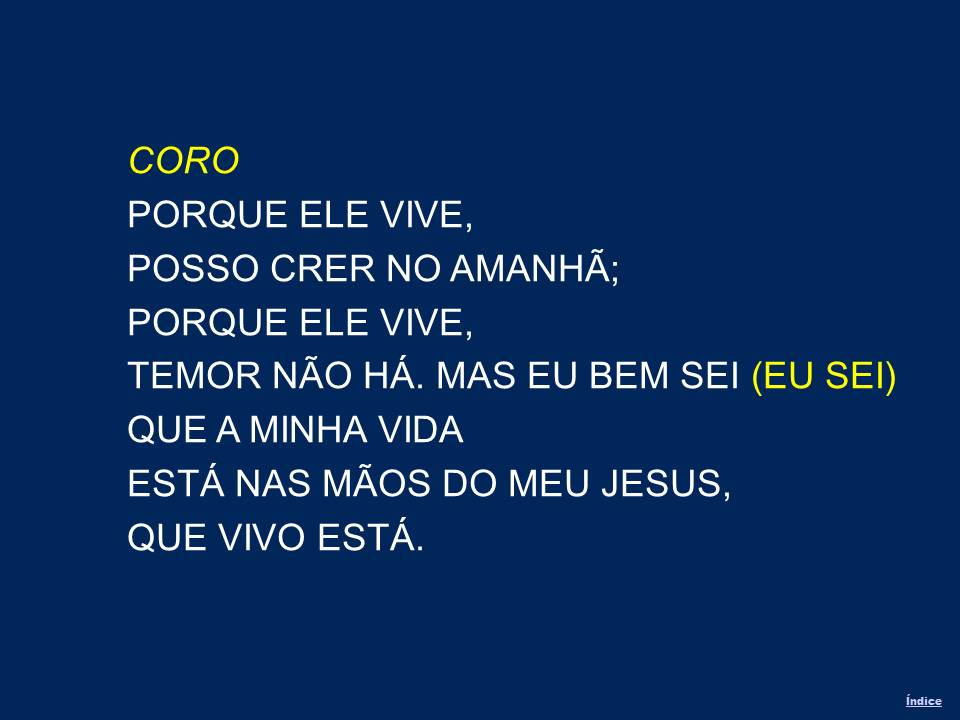 CORO
PORQUE ELE VIVE,
POSSO CRER NO AMANHÃ;
PORQUE ELE VIVE,
TEMOR NÃO HÁ. MAS EU BEM SEI (EU SEI)
QUE A MINHA VIDA
ESTÁ NAS MÃOS DO MEU JESUS,
QUE VIVO ESTÁ.
Índice